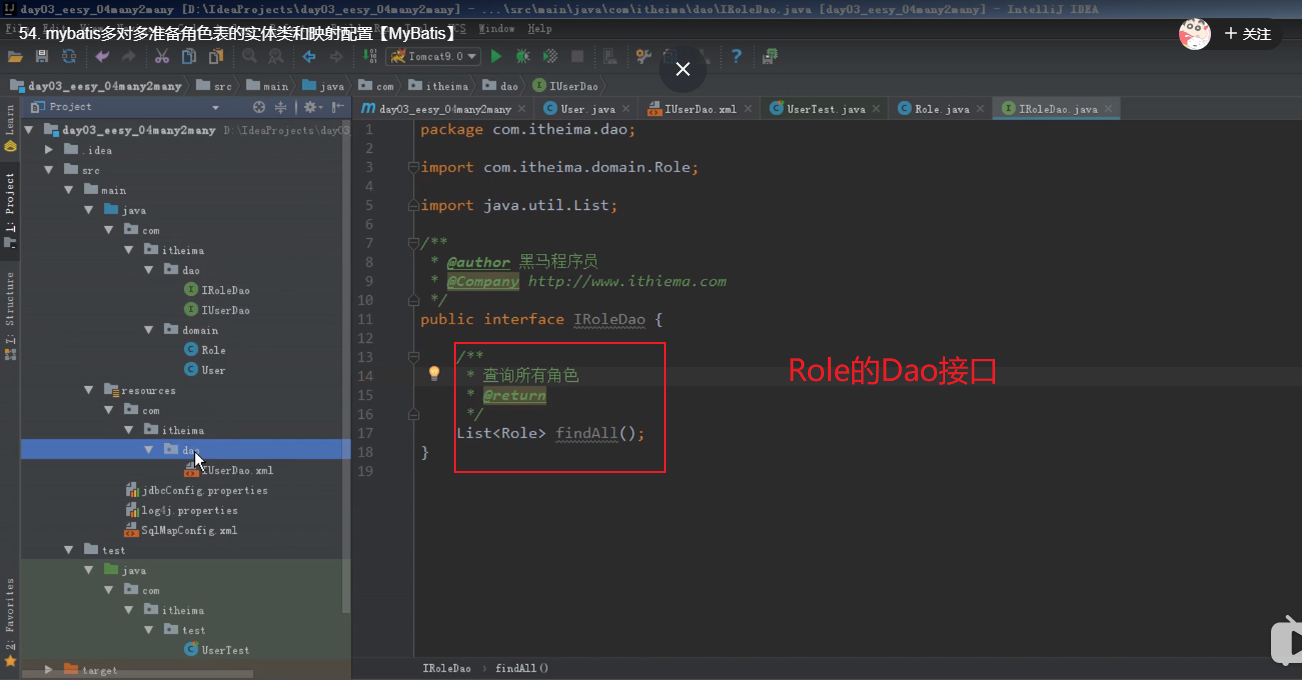 day03_eesy_04many2many [D:\IdeaProjects\day03_eesy_04many2many] - ...\src\main\java\com\itheima\dao\IRoleDao.java [day03_eesy_04many2many] - IntelliJ IDEA
54. mybatis多对多准备角色表的实体类和映射配置【MyBatis】
Window Help
+ 关注
Tomcat9.0
day03_eesy_04many2many src main java com itheima dao IUserDao
Project
day03_eesy_04many2many User.java IUserDao.xml UserTest.java Role.java IRoleDao.java
Learn
1: Project
Z: Structure
2: Favorites
day03_eesy_04many2many D:\IdeaProjects\day03
.idea
src
main
java
com
itheima
dao
IRoleDao
IUserDao
domain
Role
User
resources
com
itheima
dao
IUserDao.xml
jdbcConfig.properties
log4j.properties
SqlMapConfig.xml
test
java
com
itheima
test
UserTest
target
1 package com.itheima.dao;
2
3 import com.itheima.domain.Role;
4
5 import java.util.List;
6
7 /**
8 * @author 黑马程序员
9 * @Company http://www.ithiema.com
10 */
11 public interface IRoleDao {
12
13 /**
14 * 查询所有角色
15 * @return
16 */
17 List<Role> findAll();
18 }
19
Role的Dao接口
IRoleDao › findAll()